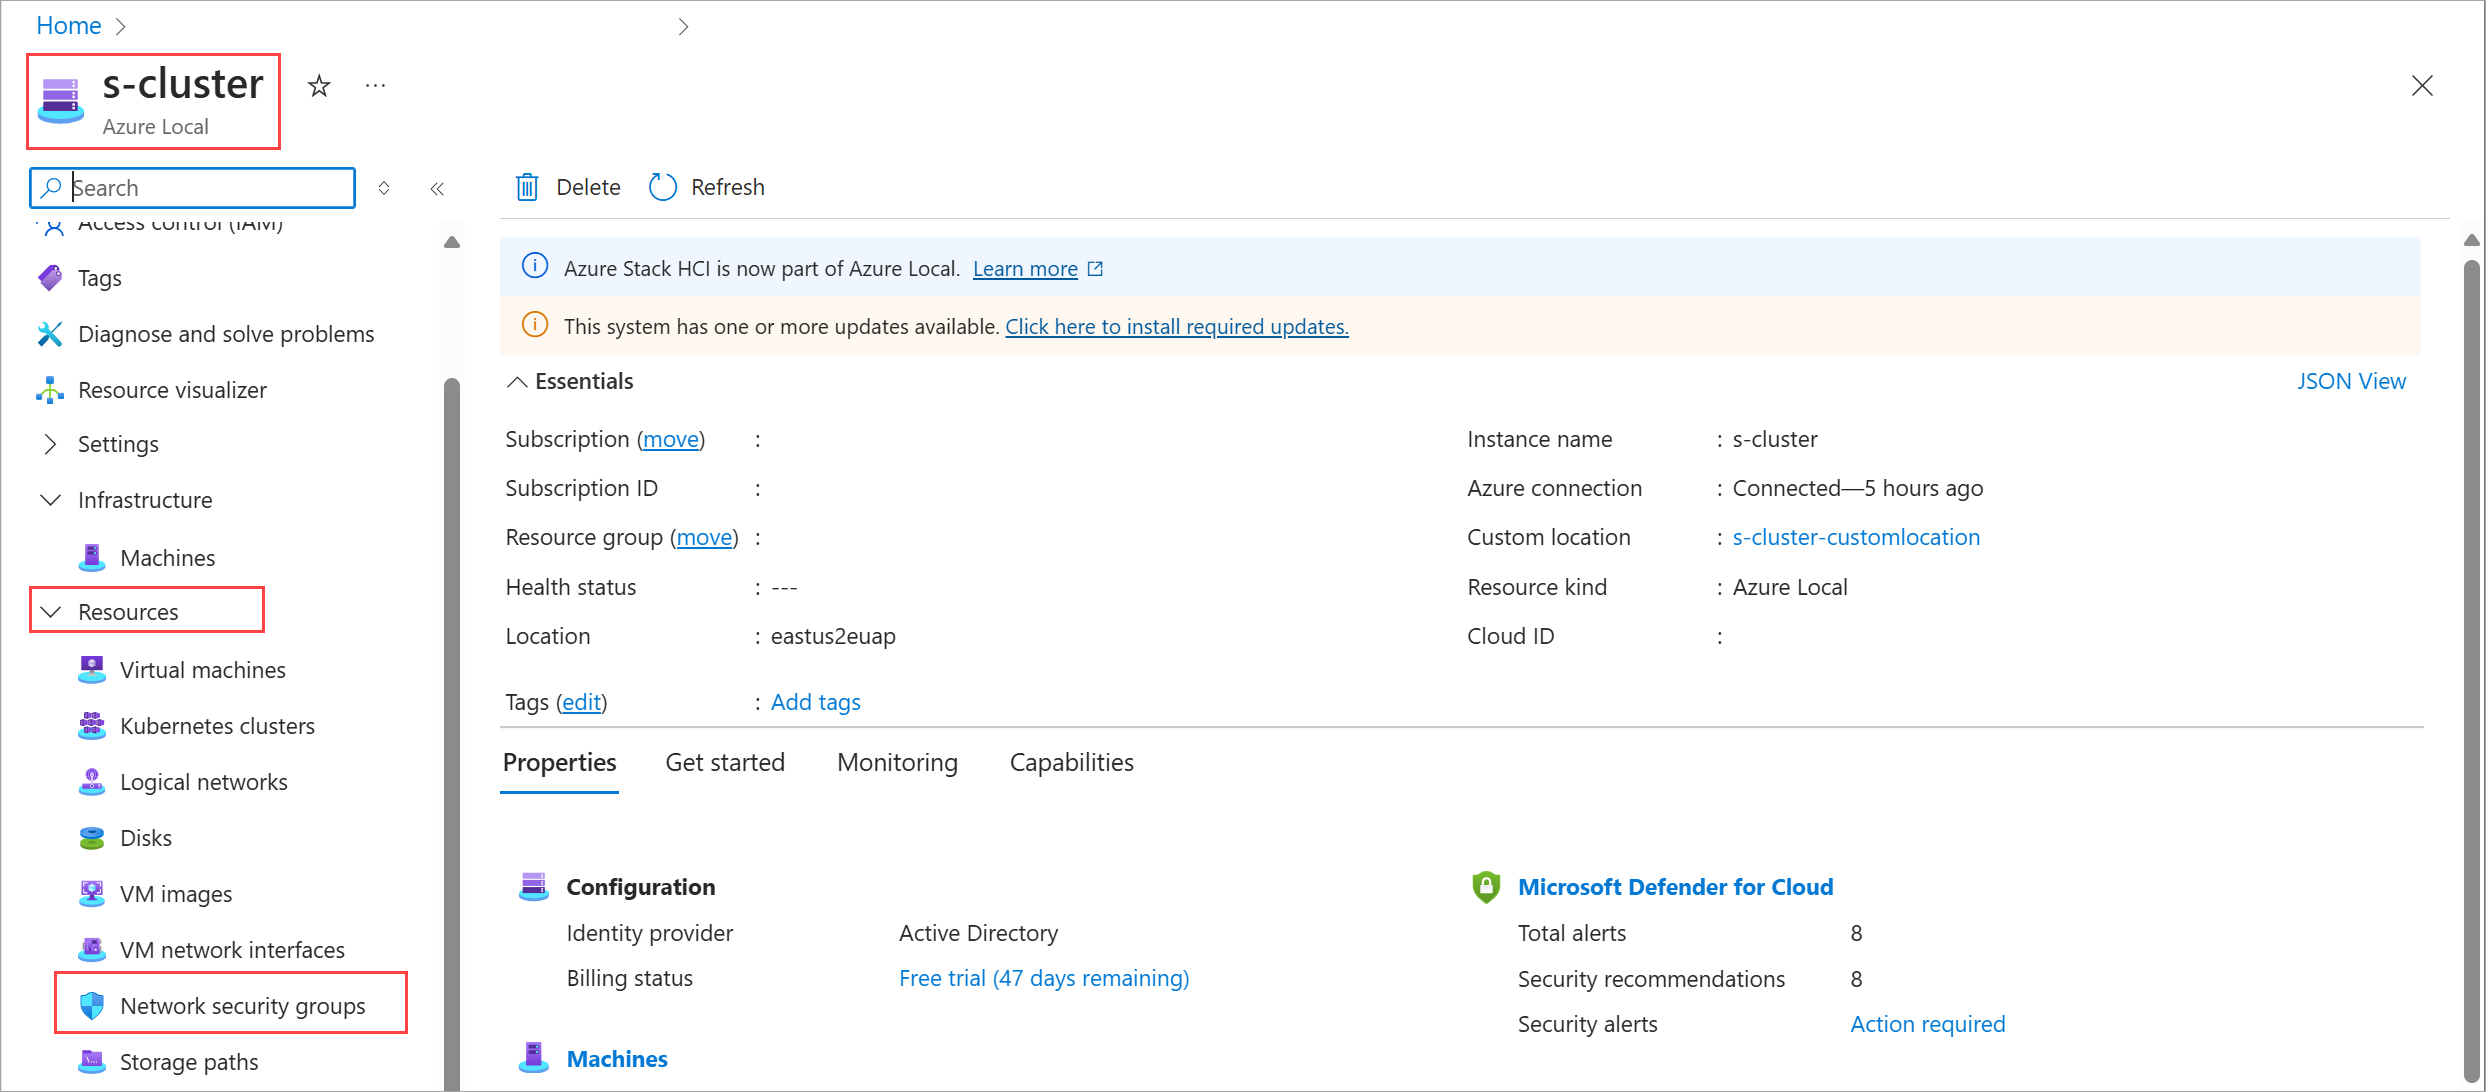 Home
s-cluster
Azure Local
Search
Access control (IAM)
Tags
Diagnose and solve problems
Resource visualizer
Settings
Infrastructure
Machines
Resources
Virtual machines
Kubernetes clusters
Logical networks
Disks
VM images
VM network interfaces
Network security groups
Storage paths
Delete Refresh
Azure Stack HCI is now part of Azure Local. Learn more
This system has one or more updates available. Click here to install required updates.
Essentials
JSON View
Subscription (move) :
Subscription ID :
Resource group (move) :
Health status : ---
Location : eastus2euap
Tags (edit) : Add tags
Instance name : s-cluster
Azure connection : Connected—5 hours ago
Custom location : s-cluster-customlocation
Resource kind : Azure Local
Cloud ID :
Properties Get started Monitoring Capabilities
Configuration
Identity provider Active Directory
Billing status Free trial (47 days remaining)
Machines
Microsoft Defender for Cloud
Total alerts 8
Security recommendations 8
Security alerts Action required